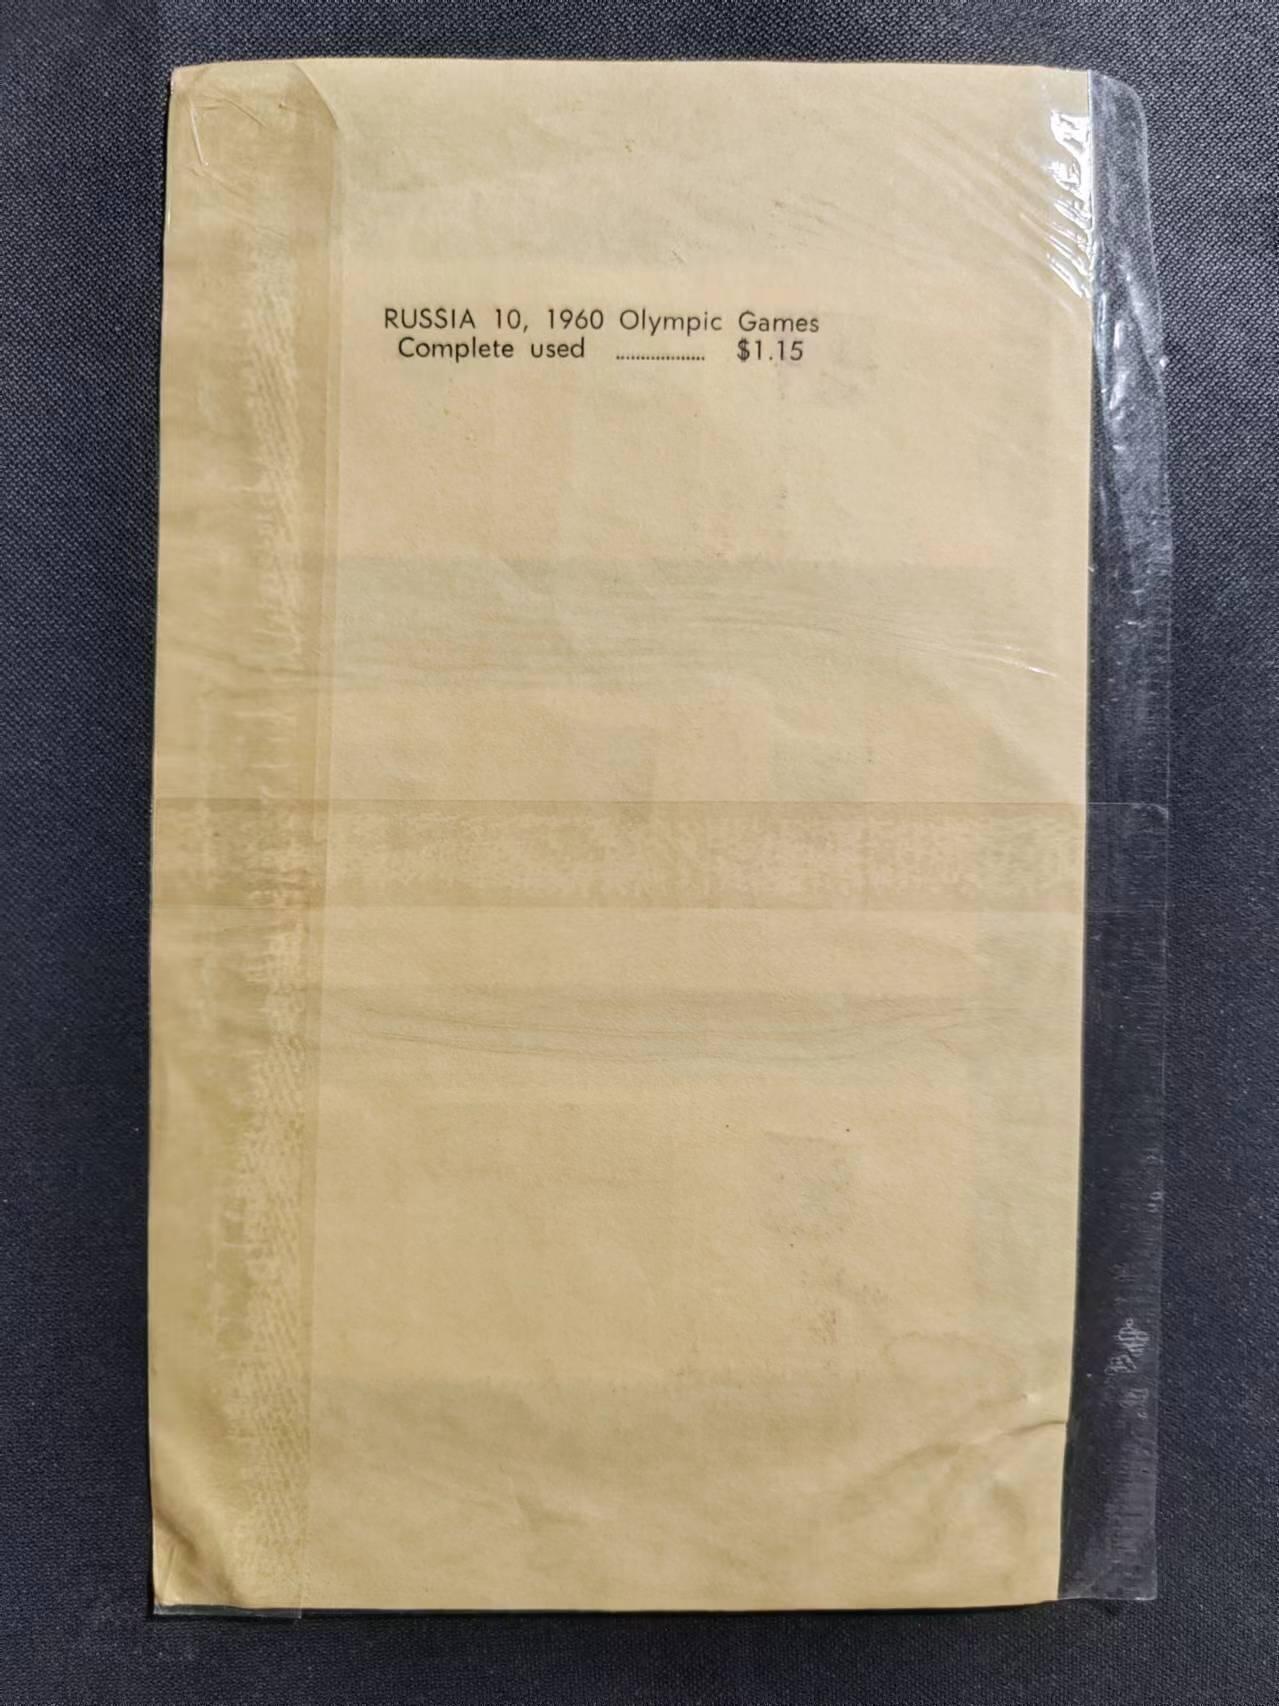 RUSSIA 10, 1960 Olympic Games
Complete used .................. $1.15